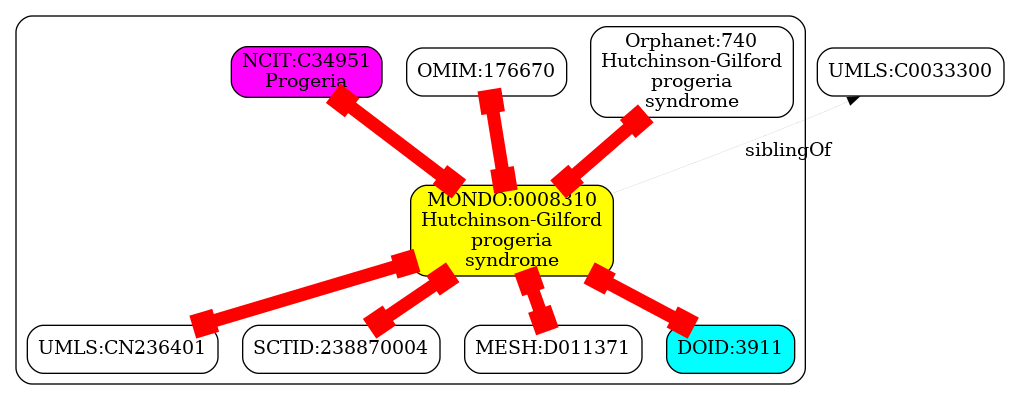 NCIT:C34951
Progeria
OMIM:176670
Orphanet:740
Hutchinson-Gilford
progeria
syndrome
UMLS:C0033300
siblingOf
MONDO:0008310
Hutchinson-Gilford
progeria
syndrome
UMLS:CN236401
SCTID:238870004
MESH:D011371
DOID:3911